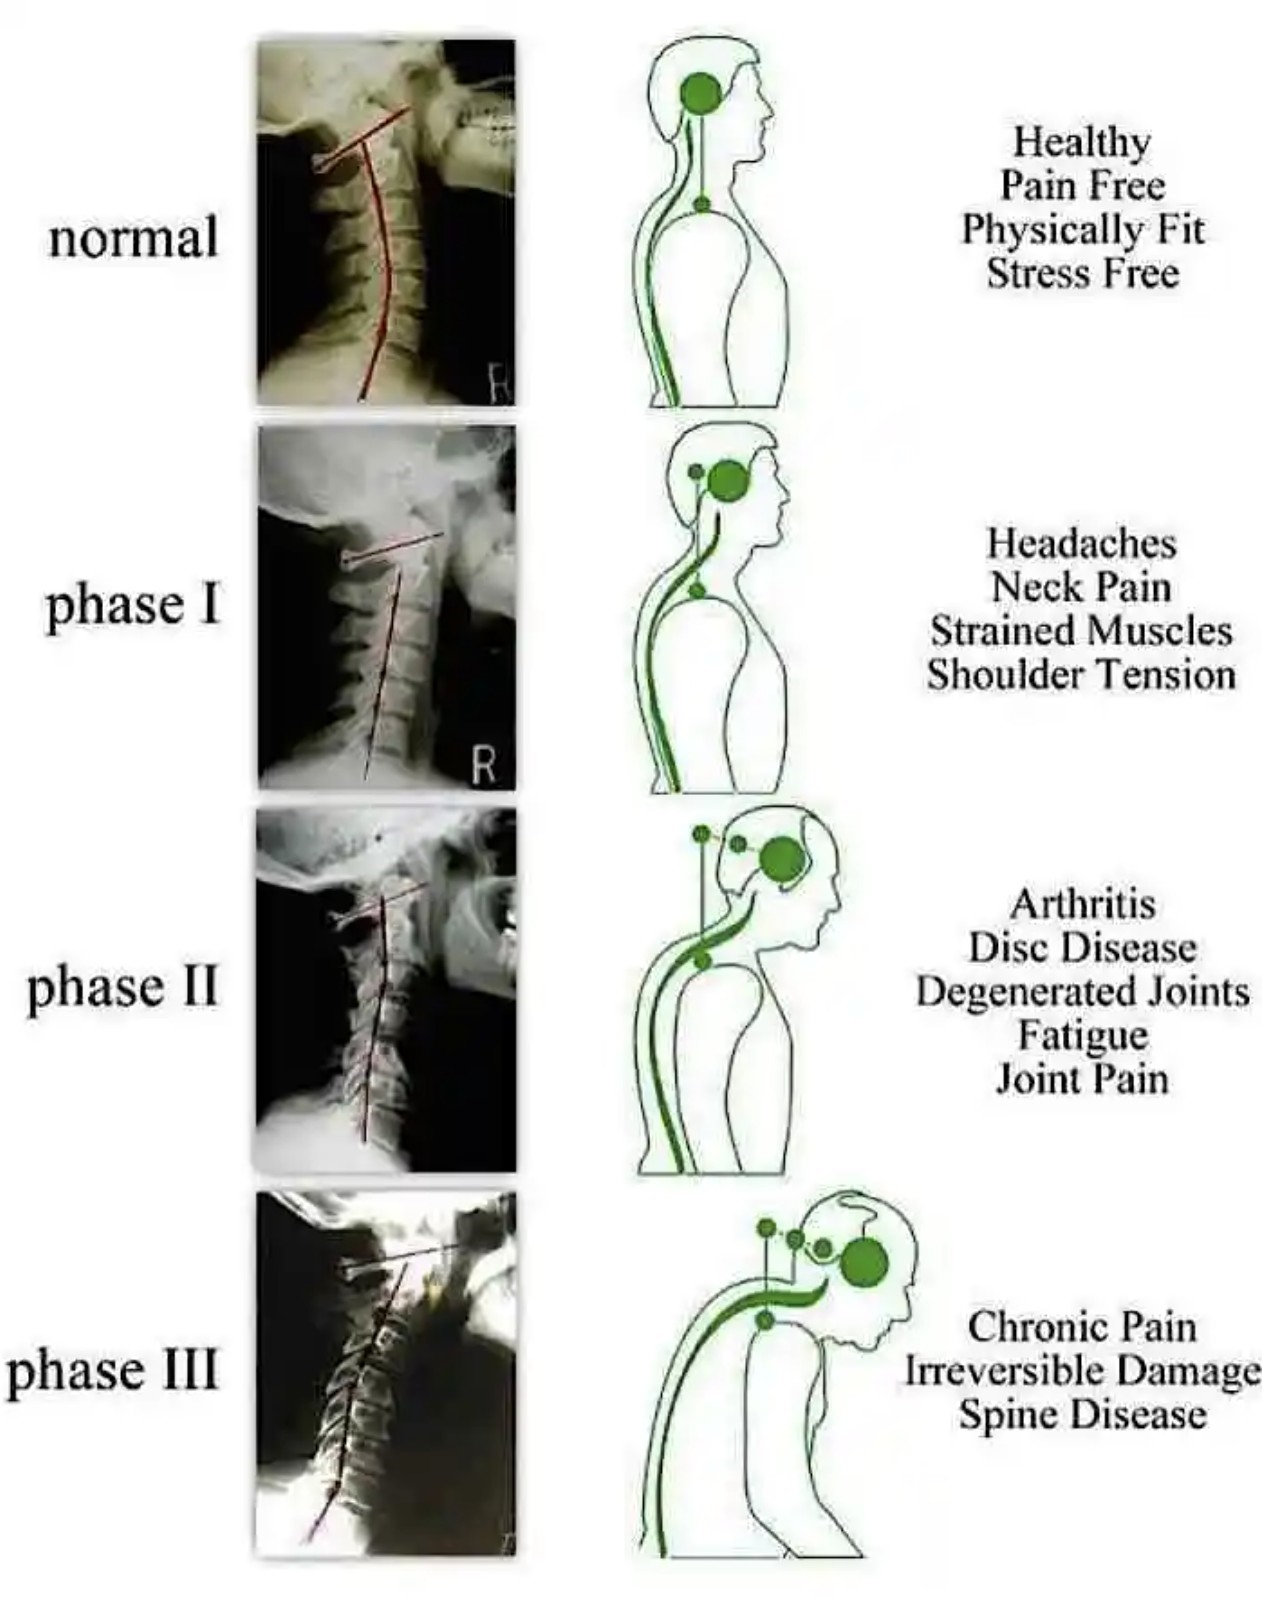 normal
Healthy
Pain Free
Physically Fit
Stress Free
R
phase I
Headaches
Neck Pain
Strained Muscles
Shoulder Tension
R
phase II
Arthritis
Disc Disease
Degenerated Joints
Fatigue
Joint Pain
phase III
Chronic Pain
Irreversible Damage
Spine Disease